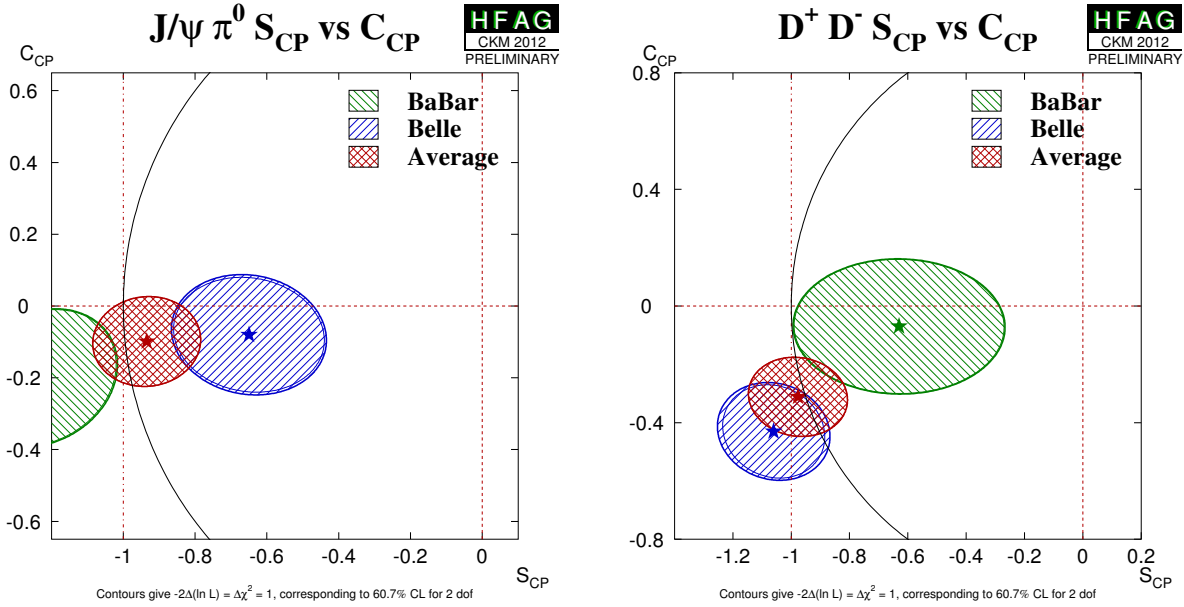 J/ψ π⁰ S_CP vs C_CP
HFAG
CKM 2012
PRELIMINARY
C_CP
BaBar
Belle
Average
0.6
0.4
0.2
0
-0.2
-0.4
-0.6
-1 -0.8 -0.6 -0.4 -0.2 0
S_CP
Contours give -2Δ(ln L) = Δχ² = 1, corresponding to 60.7% CL for 2 dof
D⁺ D⁻ S_CP vs C_CP
HFAG
CKM 2012
PRELIMINARY
C_CP
BaBar
Belle
Average
0.8
0.4
0
-0.4
-0.8
-1.2 -1 -0.8 -0.6 -0.4 -0.2 0 0.2
S_CP
Contours give -2Δ(ln L) = Δχ² = 1, corresponding to 60.7% CL for 2 dof